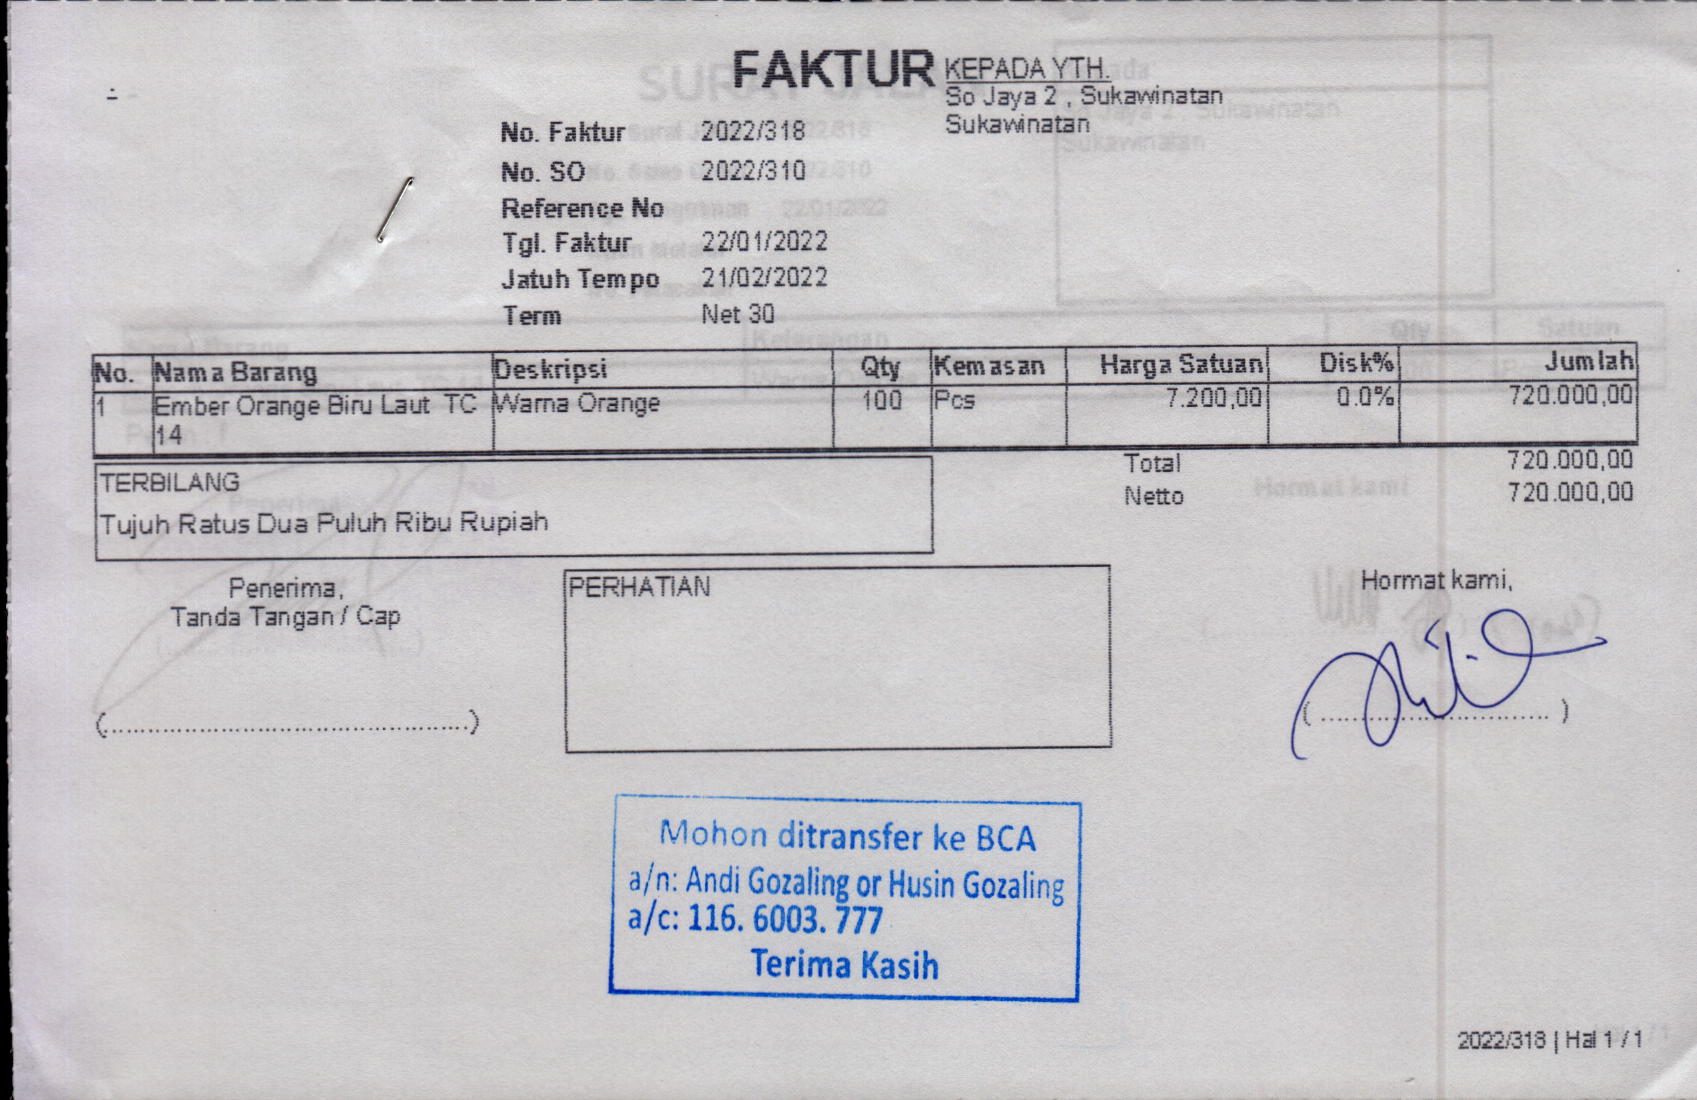 FAKTUR
KEPADA YTH.
So Jaya 2 , Sukawinatan
Sukawinatan
No. Faktur 2022/318
No. SO 2022/310
Reference No
Tgl. Faktur 22/01/2022
Jatuh Tempo 21/02/2022
Term Net 30
No. Nama Barang Deskripsi Qty Kemasan Harga Satuan Disk% Jumlah
1 Ember Orange Biru Laut TC Warna Orange 100 Pcs 7.200,00 0.0% 720.000,00
14
Total 720.000,00
Netto 720.000,00
TERBILANG
Tujuh Ratus Dua Puluh Ribu Rupiah
Penerima,
Tanda Tangan / Cap
(............................................)
PERHATIAN
Hormat kami,
(............................)
Mohon ditransfer ke BCA
a/n: Andi Gozaling or Husin Gozaling
a/c: 116. 6003. 777
Terima Kasih
2022/318 | Hal 1 / 1